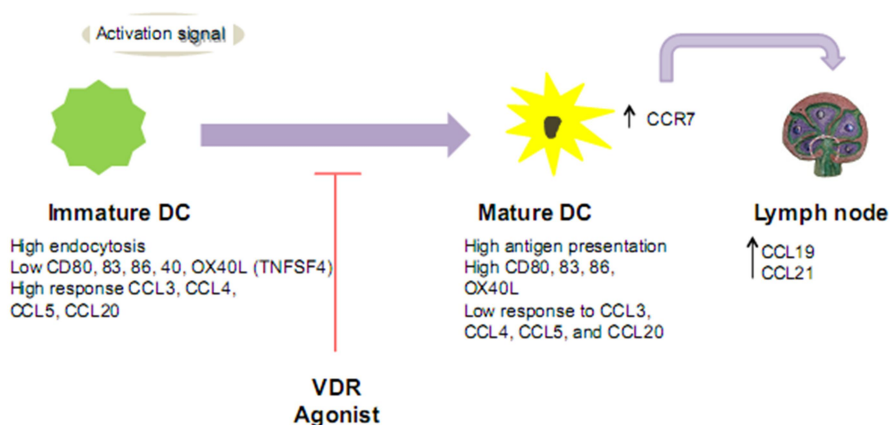 Activation signal
CCR7
Immature DC
High endocytosis
Low CD80, 83, 86, 40, OX40L (TNFSF4)
High response CCL3, CCL4,
CCL5, CCL20
Mature DC
High antigen presentation
High CD80, 83, 86,
OX40L
Low response to CCL3,
CCL4, CCL5, and CCL20
Lymph node
CCL19
CCL21
VDR
Agonist